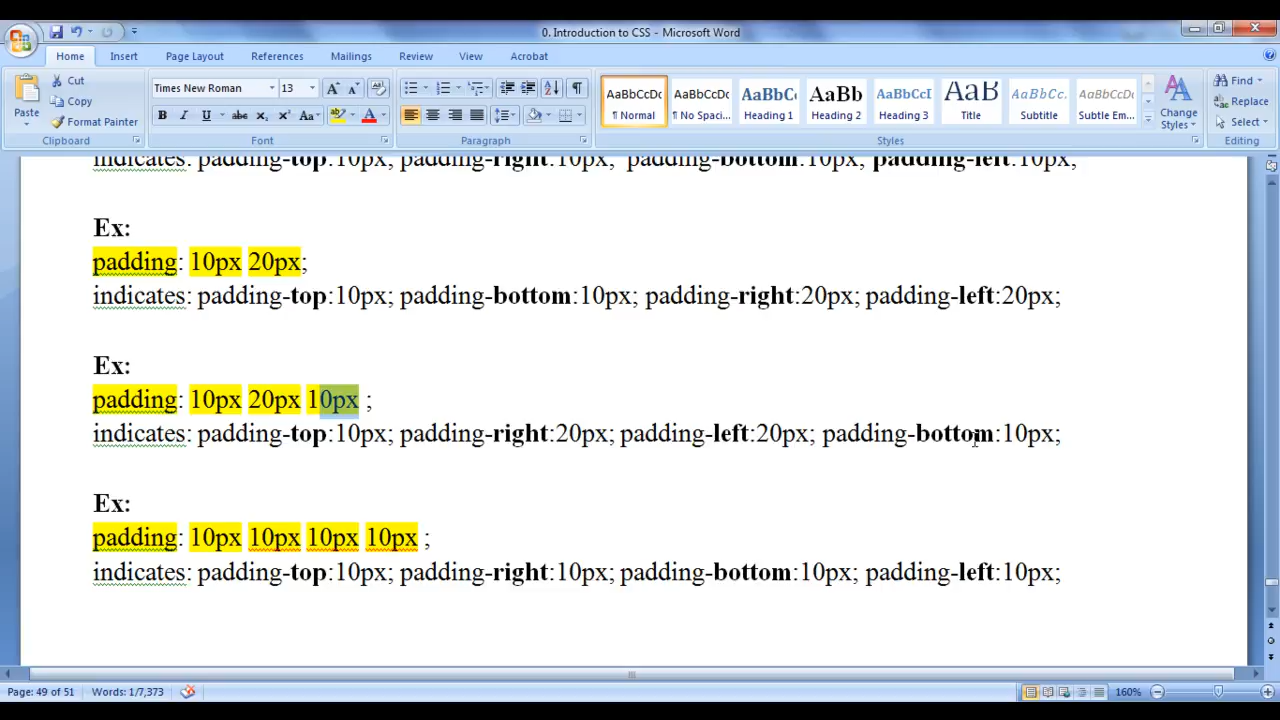 0. Introduction to CSS - Microsoft Word
Home Insert Page Layout References Mailings Review View Acrobat
Paste
Cut
Copy
Format Painter
Clipboard
Times New Roman 13
B I U abc X₂ X² Aa A
Font
Paragraph
AaBbCcDc AaBbCcDc AaBbCc AaBb AaBbCcI AaB AaBbCc. AaBbCcDc
¶ Normal ¶ No Spaci... Heading 1 Heading 2 Heading 3 Title Subtitle Subtle Em...
Styles
Change Styles
Find
Replace
Select
Editing
indicates: padding-top:10px; padding-right:10px; padding-bottom:10px; padding-left:10px;
Ex:
padding: 10px 20px;
indicates: padding-top:10px; padding-bottom:10px; padding-right:20px; padding-left:20px;
Ex:
padding: 10px 20px 10px ;
indicates: padding-top:10px; padding-right:20px; padding-left:20px; padding-bottom:10px;
Ex:
padding: 10px 10px 10px 10px ;
indicates: padding-top:10px; padding-right:10px; padding-bottom:10px; padding-left:10px;
Page: 49 of 51 Words: 1/7,373 160%